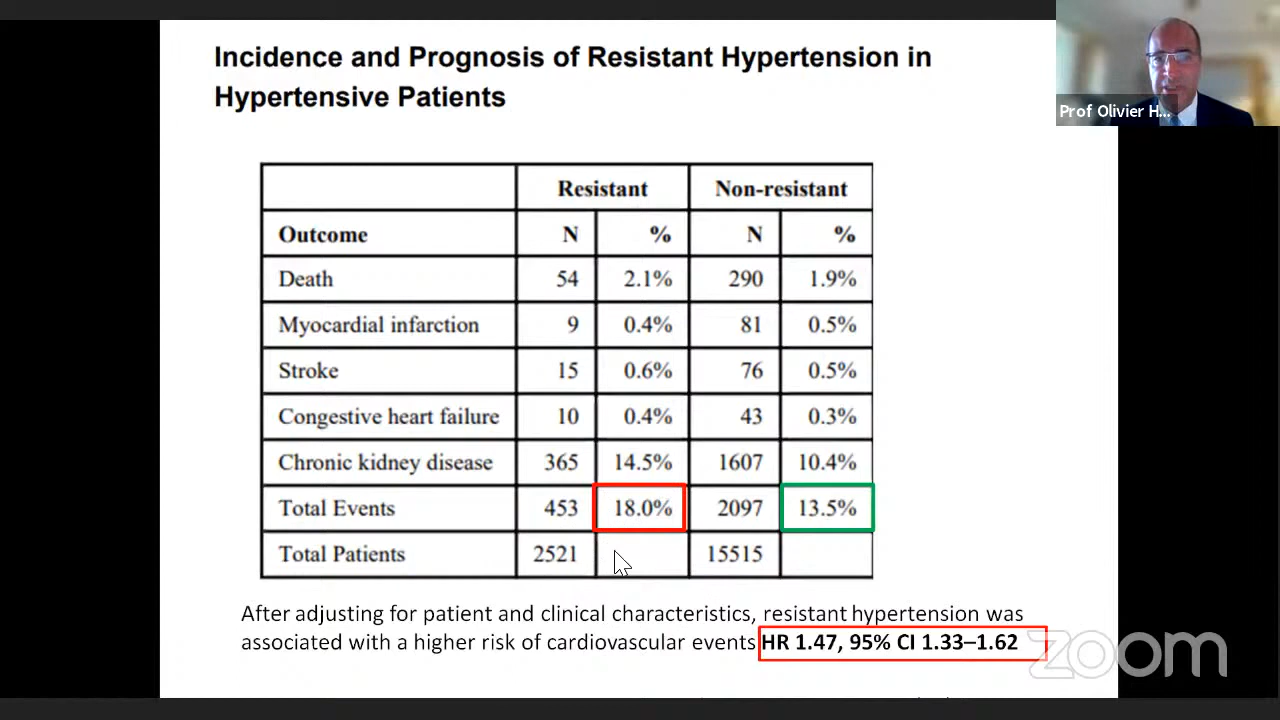 Incidence and Prognosis of Resistant Hypertension in
Hypertensive Patients
Prof Olivier H...
Resistant Non-resistant
Outcome N % N %
Death 54 2.1% 290 1.9%
Myocardial infarction 9 0.4% 81 0.5%
Stroke 15 0.6% 76 0.5%
Congestive heart failure 10 0.4% 43 0.3%
Chronic kidney disease 365 14.5% 1607 10.4%
Total Events 453 18.0% 2097 13.5%
Total Patients 2521 15515
After adjusting for patient and clinical characteristics, resistant hypertension was
associated with a higher risk of cardiovascular events HR 1.47, 95% CI 1.33–1.62
zoom